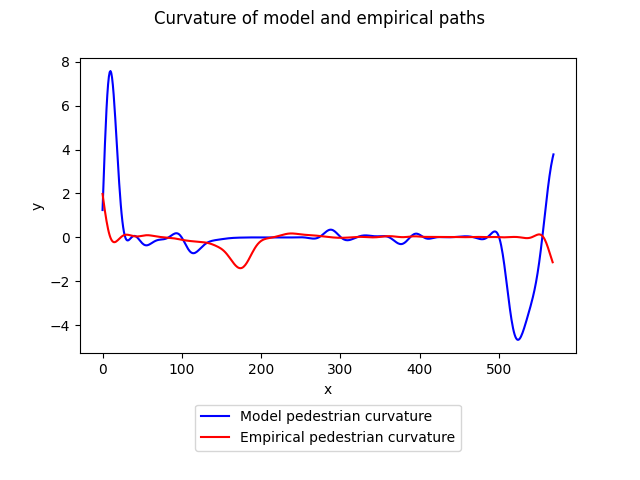 Curvature of model and empirical paths
8
6
4
2
0
−2
−4
y
0 100 200 300 400 500
x
Model pedestrian curvature
Empirical pedestrian curvature